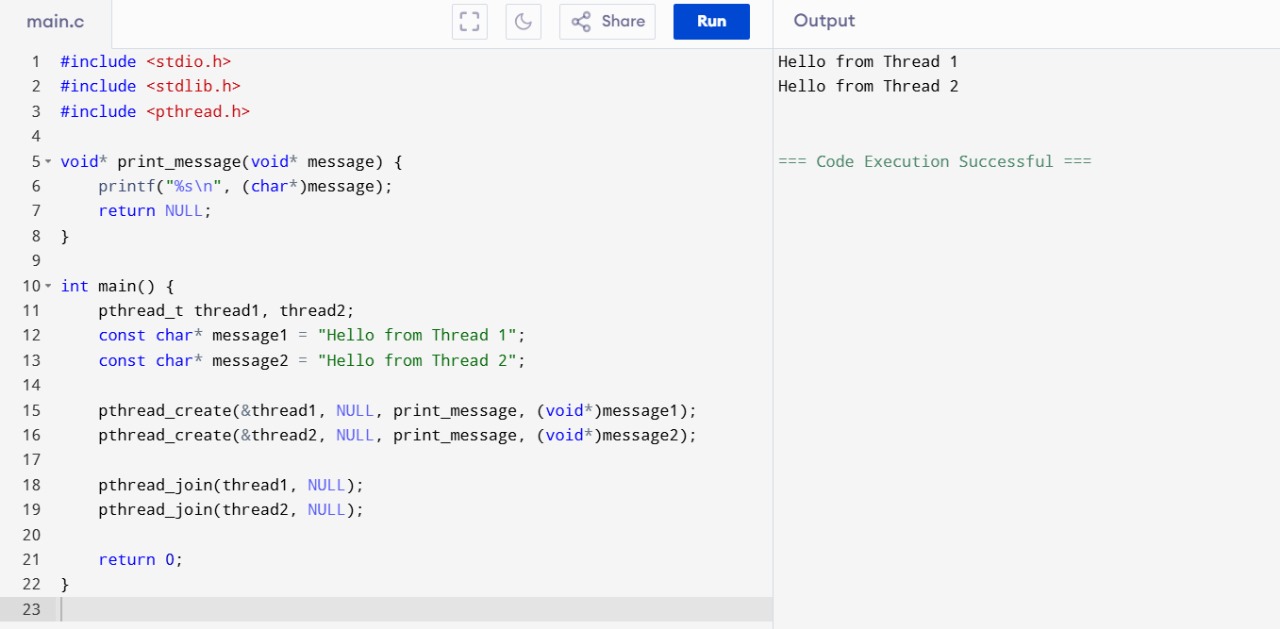 main.c
Share
Run
Output
1 #include <stdio.h>
2 #include <stdlib.h>
3 #include <pthread.h>
4
5 void* print_message(void* message) {
6     printf("%s\n", (char*)message);
7     return NULL;
8 }
9
10 int main() {
11     pthread_t thread1, thread2;
12     const char* message1 = "Hello from Thread 1";
13     const char* message2 = "Hello from Thread 2";
14
15     pthread_create(&thread1, NULL, print_message, (void*)message1);
16     pthread_create(&thread2, NULL, print_message, (void*)message2);
17
18     pthread_join(thread1, NULL);
19     pthread_join(thread2, NULL);
20
21     return 0;
22 }
23
Hello from Thread 1
Hello from Thread 2
=== Code Execution Successful ===